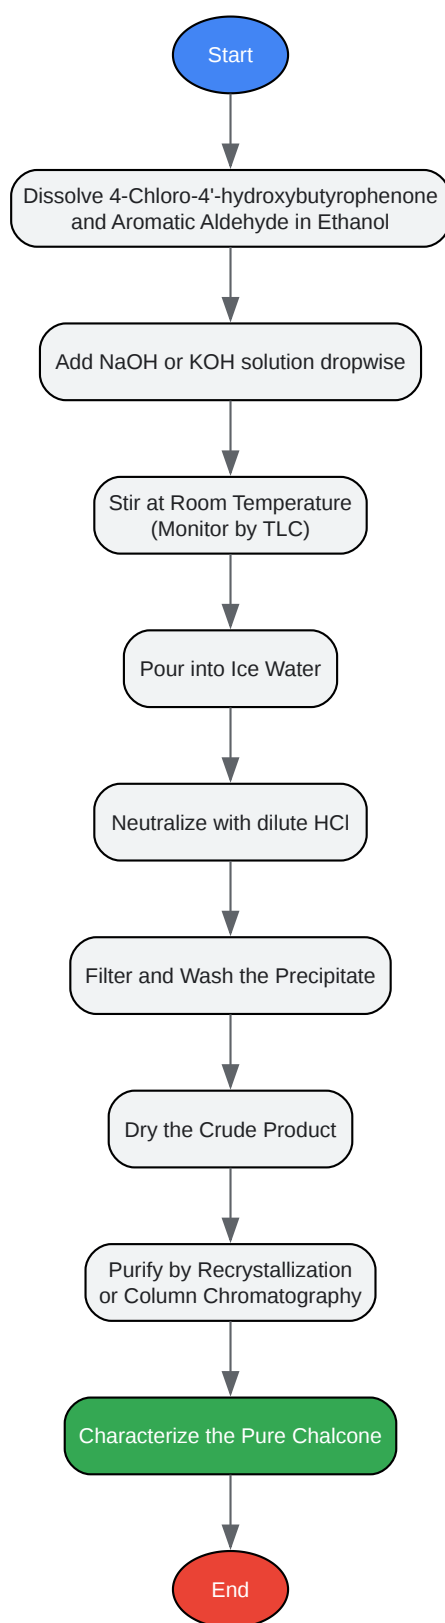 Start
Dissolve 4-Chloro-4'-hydroxybutyrophenone
and Aromatic Aldehyde in Ethanol
Add NaOH or KOH solution dropwise
Stir at Room Temperature
(Monitor by TLC)
Pour into Ice Water
Neutralize with dilute HCl
Filter and Wash the Precipitate
Dry the Crude Product
Purify by Recrystallization
or Column Chromatography
Characterize the Pure Chalcone
End